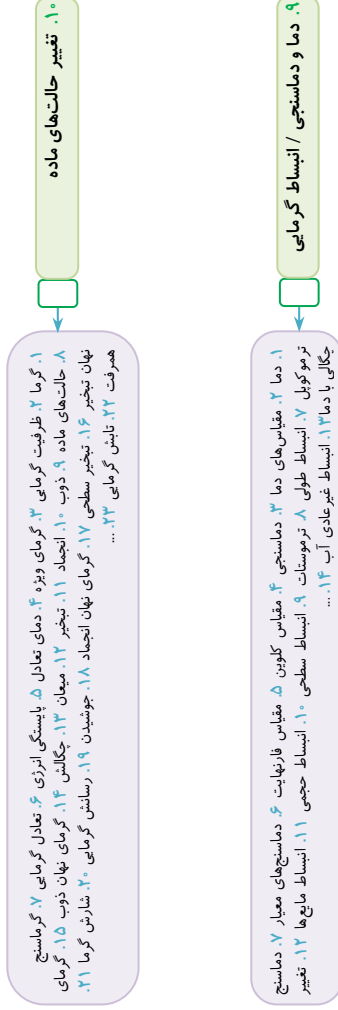 ۹. دما و دماسنجی / انبساط گرمایی
۱. دما ۲. مقیاس‌های دما ۳. دماسنجی ۴. مقیاس کلوین ۵. مقیاس فارنهایت ۶. دماسنج‌های معیار ۷. دماسنج
ترموکوپل ۷. انبساط طولی ۸. ترموستات ۹. انبساط سطحی ۱۰. انبساط حجمی ۱۱. انبساط مایع‌ها ۱۲. تغییر
چگالی با دما ۱۳. انبساط غیرعادی آب ۱۴. ...
۱۰. تغییر حالت‌های ماده
۱. گرما ۲. ظرفیت گرمایی ۳. گرمای ویژه ۴. دمای تعادل ۵. پایستگی انرژی ۶. تعادل گرمایی ۷. گرماسنج
۸. حالت‌های ماده ۹. ذوب ۱۰. انجماد ۱۱. تبخیر ۱۲. میعان ۱۳. چگالش ۱۴. گرمای نهان ذوب ۱۵. گرمای
نهان تبخیر ۱۶. تبخیر سطحی ۱۷. گرمای نهان انجماد ۱۸. جوشیدن ۱۹. رسانش گرمایی ۲۰. شارش گرما ۲۱.
همرفت ۲۲. تابش گرمایی ۲۳. ...